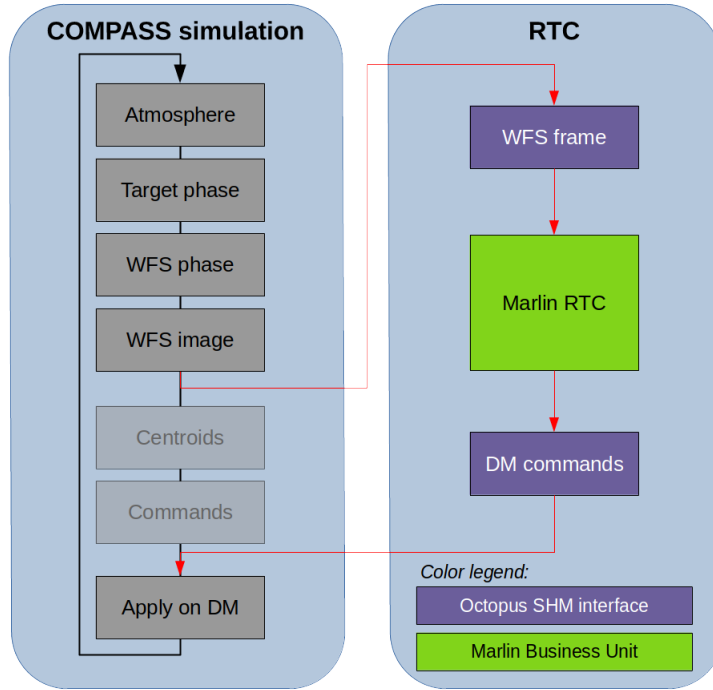 COMPASS simulation
Atmosphere
Target phase
WFS phase
WFS image
Centroids
Commands
Apply on DM
RTC
WFS frame
Marlin RTC
DM commands
Color legend:
Octopus SHM interface
Marlin Business Unit